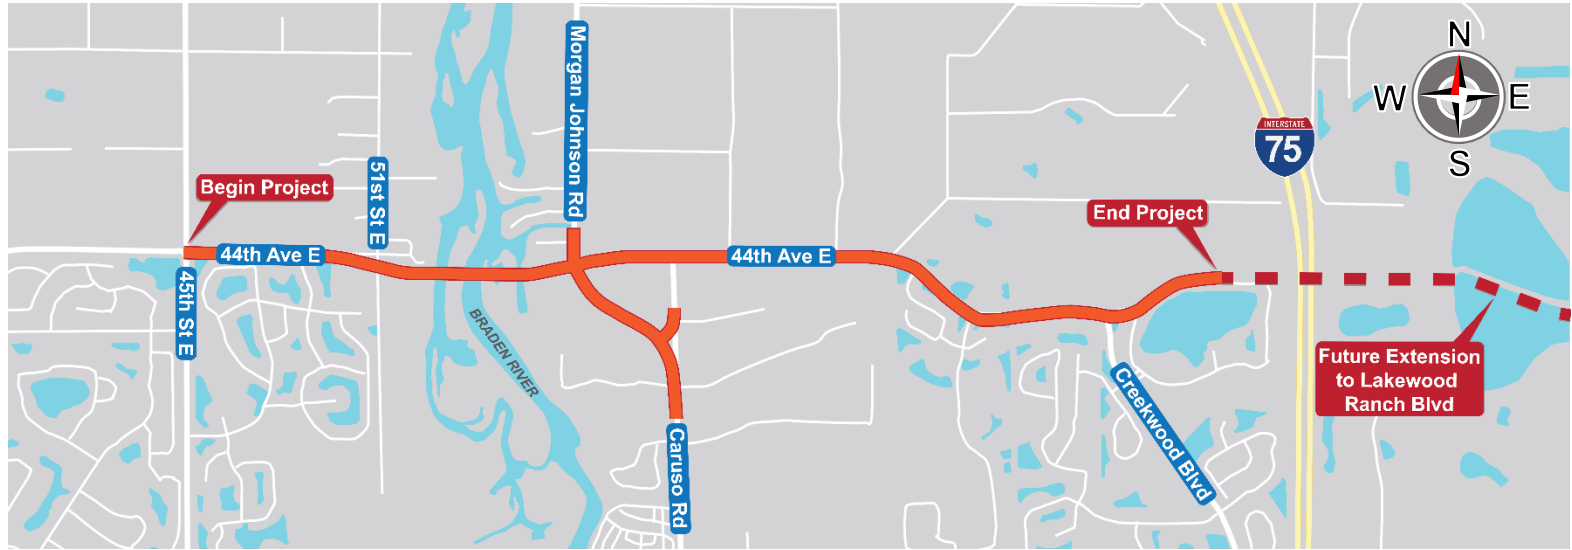 N
W
E
S
INTERSTATE
75
Morgan Johnson Rd
51st St E
Begin Project
End Project
44th Ave E
44th Ave E
45th St E
BRADEN RIVER
Future Extension
to Lakewood
Ranch Blvd
Creekwood Blvd
Caruso Rd